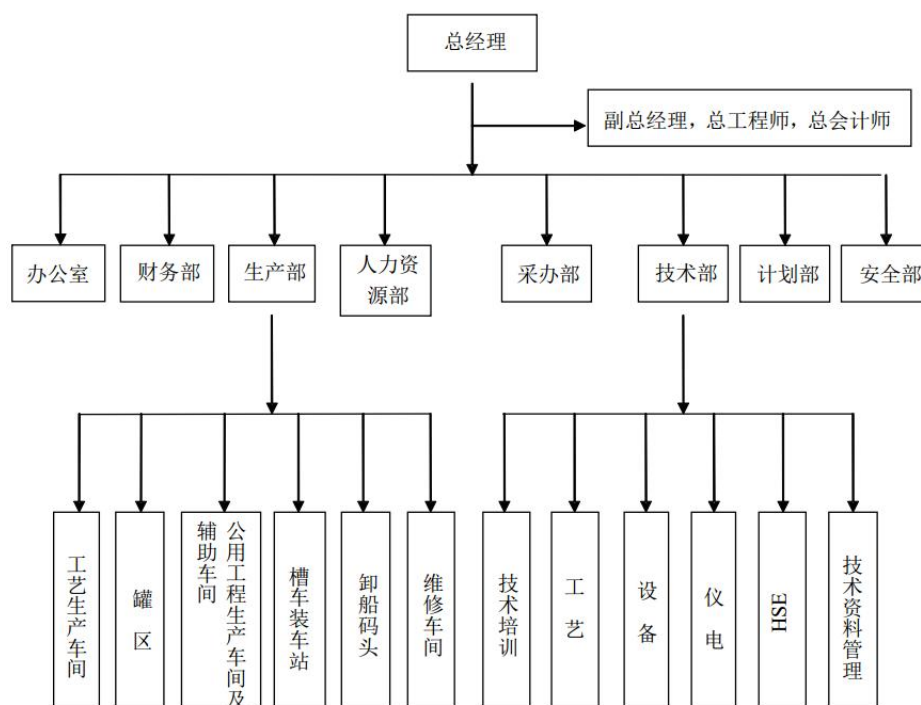 总经理
副总经理，总工程师，总会计师
办公室
财务部
生产部
人力资
源部
采办部
技术部
计划部
安全部
工艺生产车间
罐区
公用工程生产车间及
辅助车间
槽车装车站
卸船码头
维修车间
技术培训
工艺
设备
仪电
HSE
技术资料管理